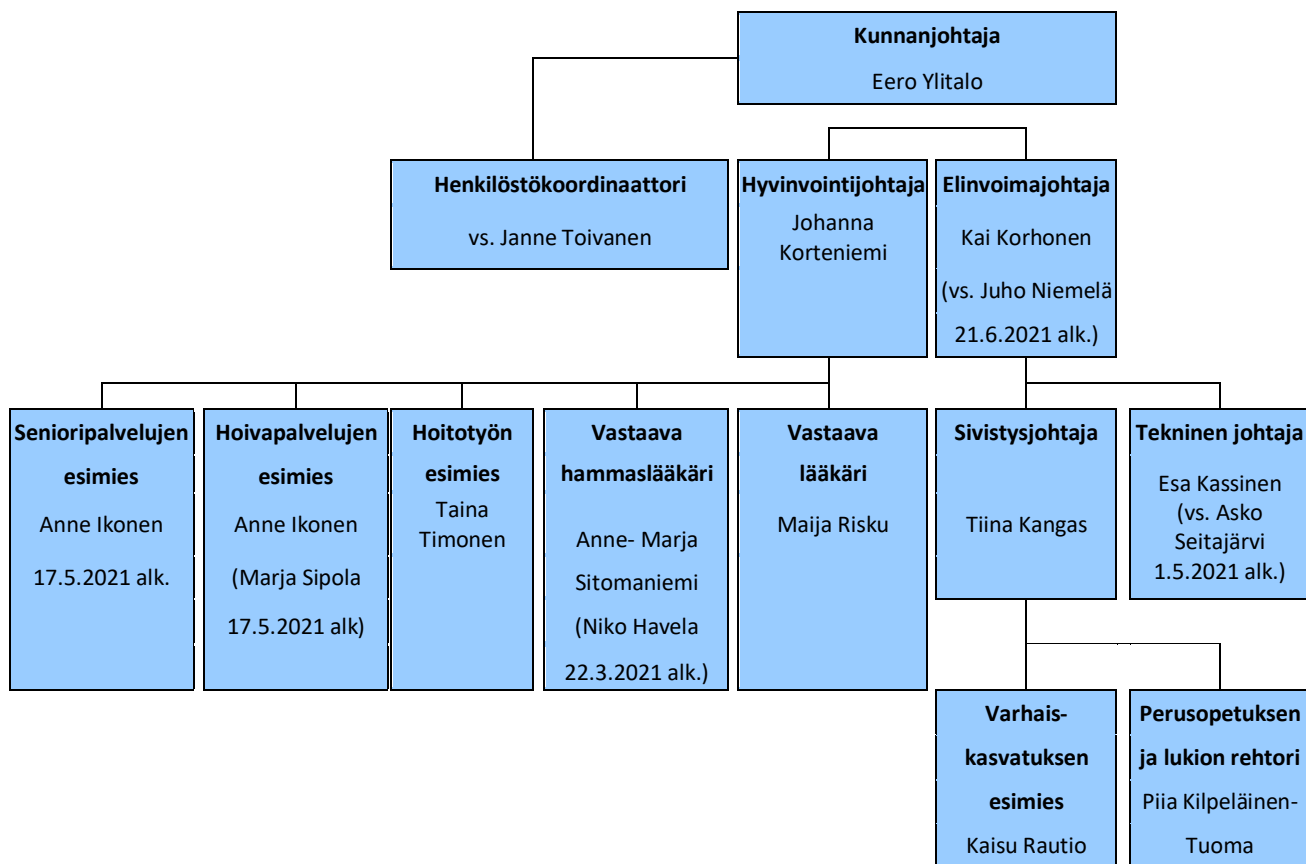 Kunnanjohtaja
Eero Ylitalo
Henkilöstökoordinaattori
vs. Janne Toivanen
Hyvinvointijohtaja
Johanna
Korteniemi
Elinvoimajohtaja
Kai Korhonen
(vs. Juho Niemelä
21.6.2021 alk.)
Senioripalvelujen
esimies
Anne Ikonen
17.5.2021 alk.
Hoivapalvelujen
esimies
Anne Ikonen
(Marja Sipola
17.5.2021 alk)
Hoitotyön
esimies
Taina
Timonen
Vastaava
hammaslääkäri
Anne- Marja
Sitomaniemi
(Niko Havela
22.3.2021 alk.)
Vastaava
lääkäri
Maija Risku
Sivistysjohtaja
Tiina Kangas
Tekninen johtaja
Esa Kassinen
(vs. Asko
Seitajärvi
1.5.2021 alk.)
Varhais-
kasvatuksen
esimies
Kaisu Rautio
Perusopetuksen
ja lukion rehtori
Piia Kilpeläinen-
Tuoma